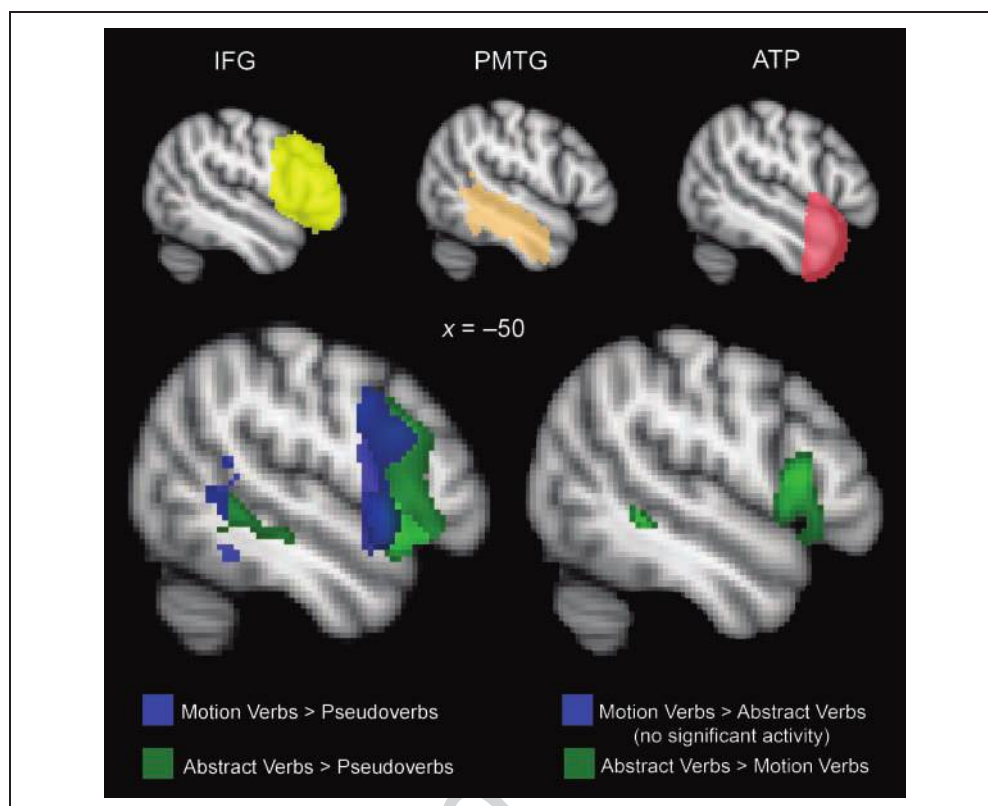 IFG
PMTG
ATP
x = –50
Motion Verbs > Pseudoverbs
Abstract Verbs > Pseudoverbs
Motion Verbs > Abstract Verbs
(no significant activity)
Abstract Verbs > Motion Verbs